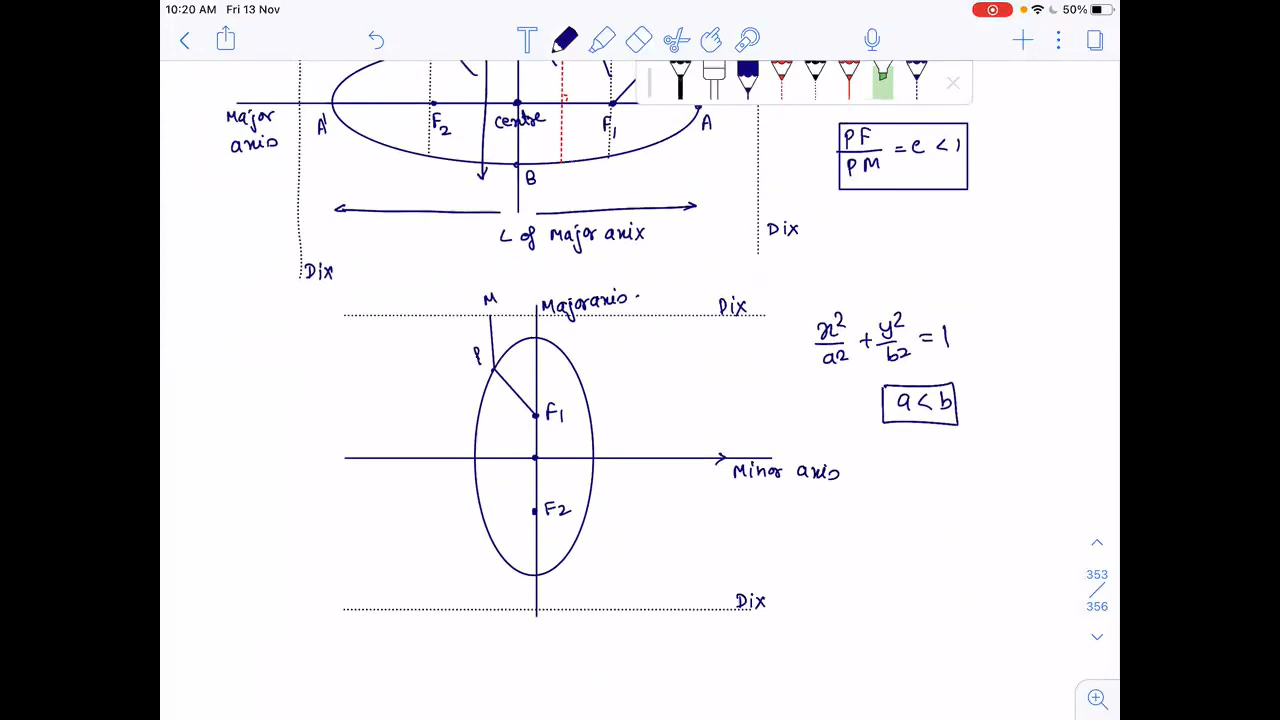 10:20 AM Fri 13 Nov
50%
T
Major
axis
A'
F2
centre
F1
A
B
PF
PM
= e < 1
L of Major axix
Dix
Dix
M
Majoraxis.
Dix
P
x²/a² + y²/b² = 1
a < b
F1
Minor axis
F2
Dix
353
356